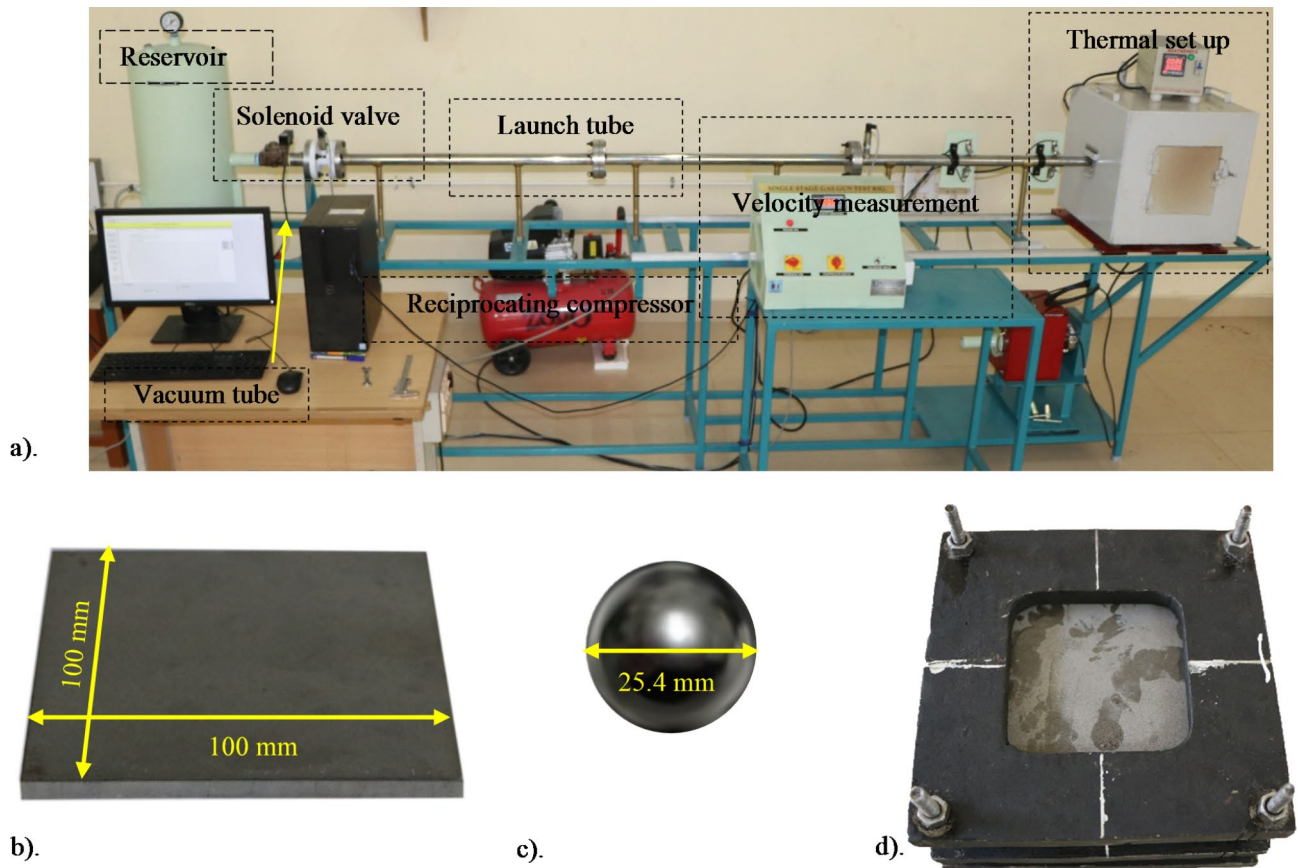 Reservoir
Thermal set up
Solenoid valve
Launch tube
SINGLE STAGE GAS GUN TEST RIG
Velocity measurement
Reciprocating compressor
Vacuum tube
a).
100 mm
100 mm
25.4 mm
b).
c).
d).